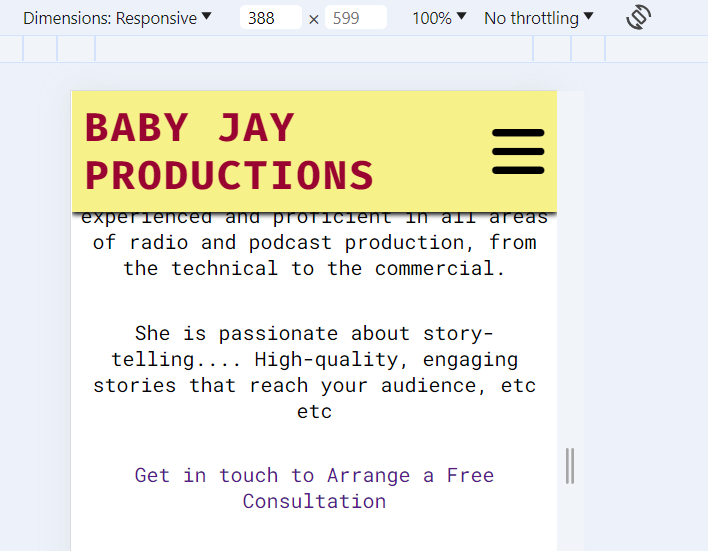 Dimensions: Responsive 388 × 599 100% No throttling
BABY JAY
PRODUCTIONS
experienced and proficient in all areas
of radio and podcast production, from
the technical to the commercial.
She is passionate about story-
telling.... High-quality, engaging
stories that reach your audience, etc
etc
Get in touch to Arrange a Free
Consultation